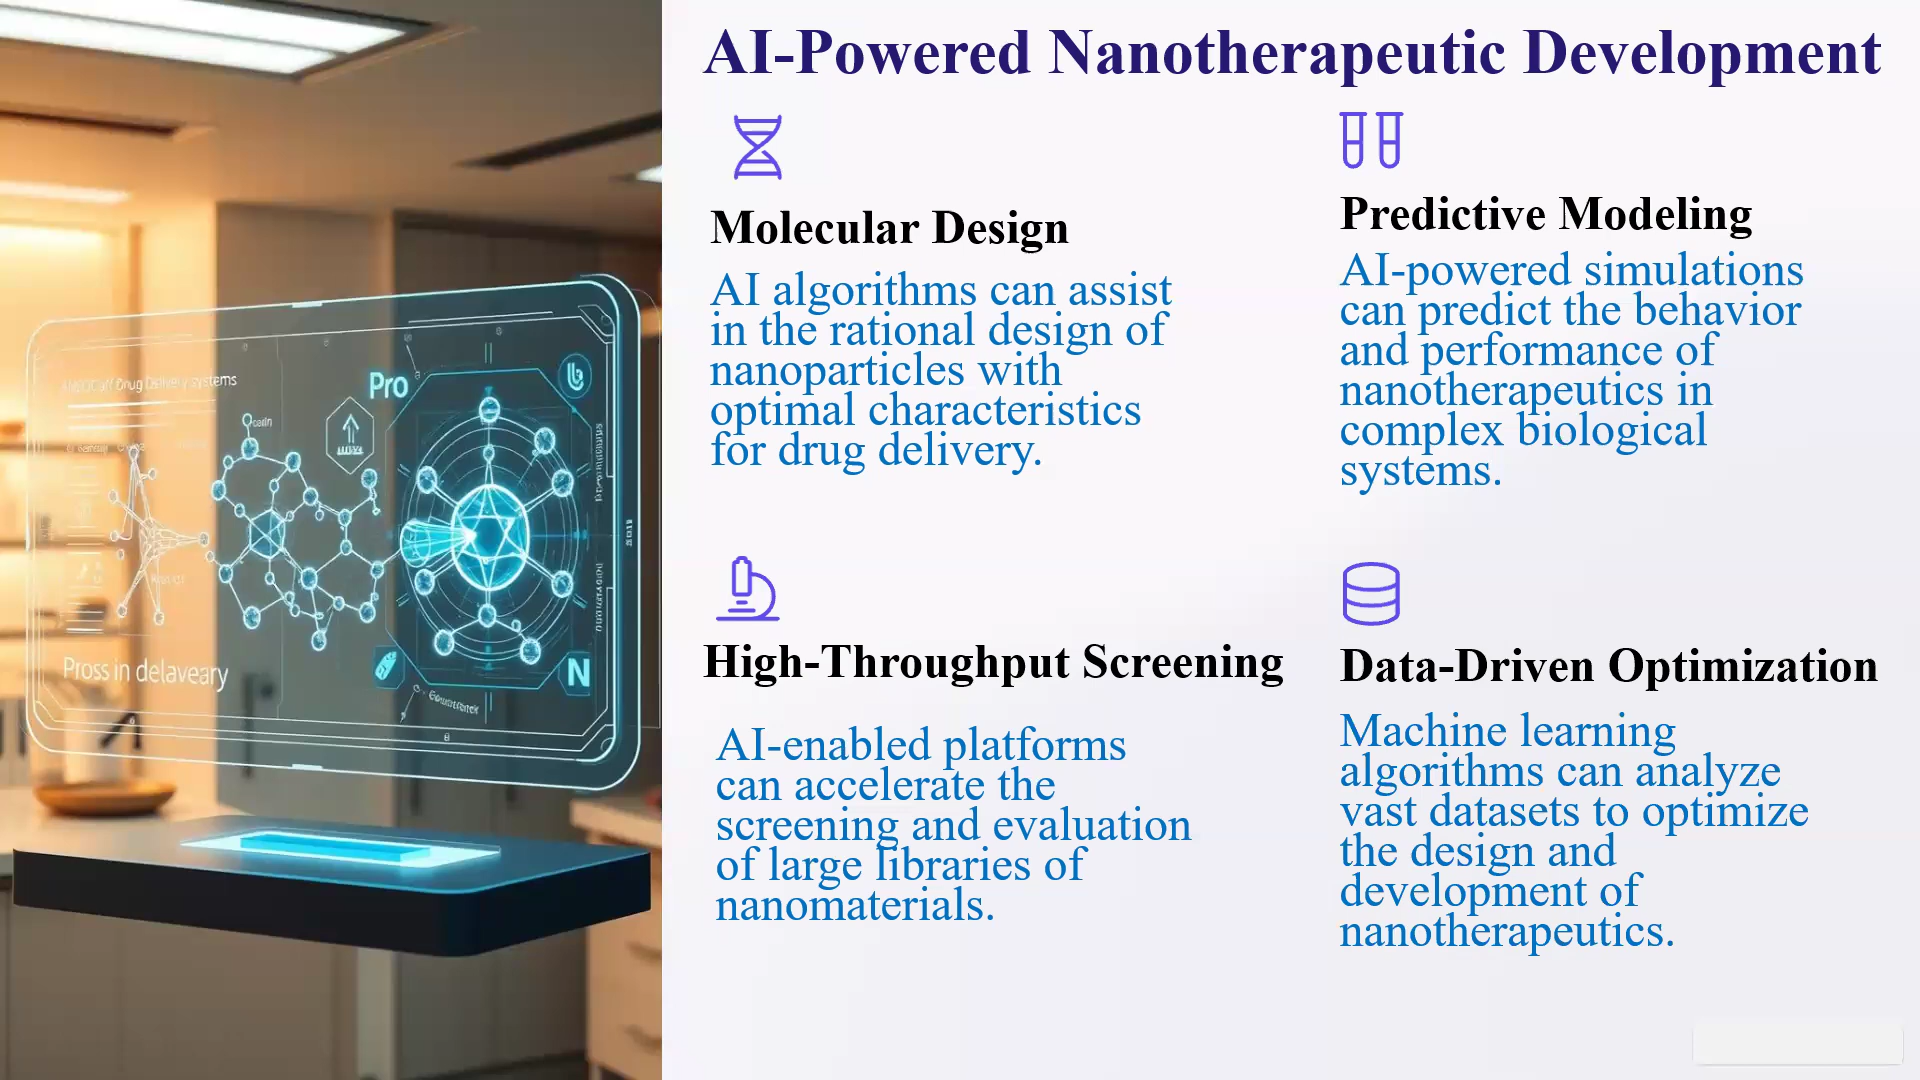 AI-Powered Nanotherapeutic Development
Molecular Design
AI algorithms can assist
in the rational design of
nanoparticles with
optimal characteristics
for drug delivery.
Predictive Modeling
AI-powered simulations
can predict the behavior
and performance of
nanotherapeutics in
complex biological
systems.
High-Throughput Screening
AI-enabled platforms
can accelerate the
screening and evaluation
of large libraries of
nanomaterials.
Data-Driven Optimization
Machine learning
algorithms can analyze
vast datasets to optimize
the design and
development of
nanotherapeutics.
Drug Delivery systems
Pro
Pross in delaveary
N